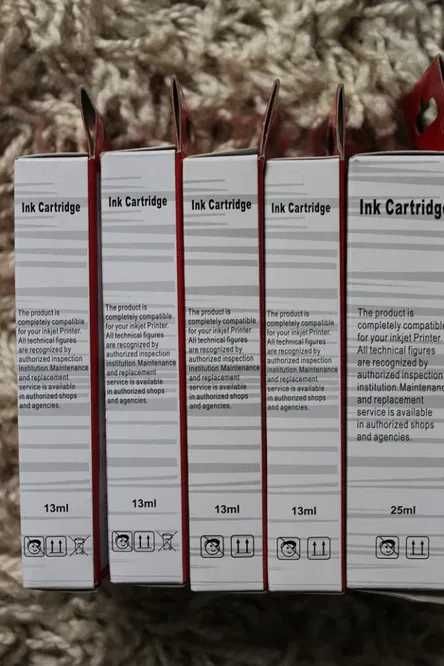 Ink Cartridge
The product is
completely compatible
for your inkjet Printer.
All technical figures
are recognized by
authorized inspection
institution.Maintenance
and replacement
service is available
in authorized shops
and agencies.
13ml
Ink Cartridge
The product is
completely compatible
for your inkjet Printer.
All technical figures
are recognized by
authorized inspection
institution.Maintenance
and replacement
service is available
in authorized shops
and agencies.
13ml
Ink Cartridge
The product is
completely compatible
for your inkjet Printer.
All technical figures
are recognized by
authorized inspection
institution.Maintenance
and replacement
service is available
in authorized shops
and agencies.
13ml
Ink Cartridge
The product is
completely compatible
for your inkjet Printer.
All technical figures
are recognized by
authorized inspection
institution.Maintenance
and replacement
service is available
in authorized shops
and agencies.
13ml
Ink Cartridg
The product is
completely compatible
for your inkjet Printer
All technical figures
are recognized by
authorized inspection
institution.Maintenanc
and replacement
service is available
in authorized shops
and agencies.
25ml